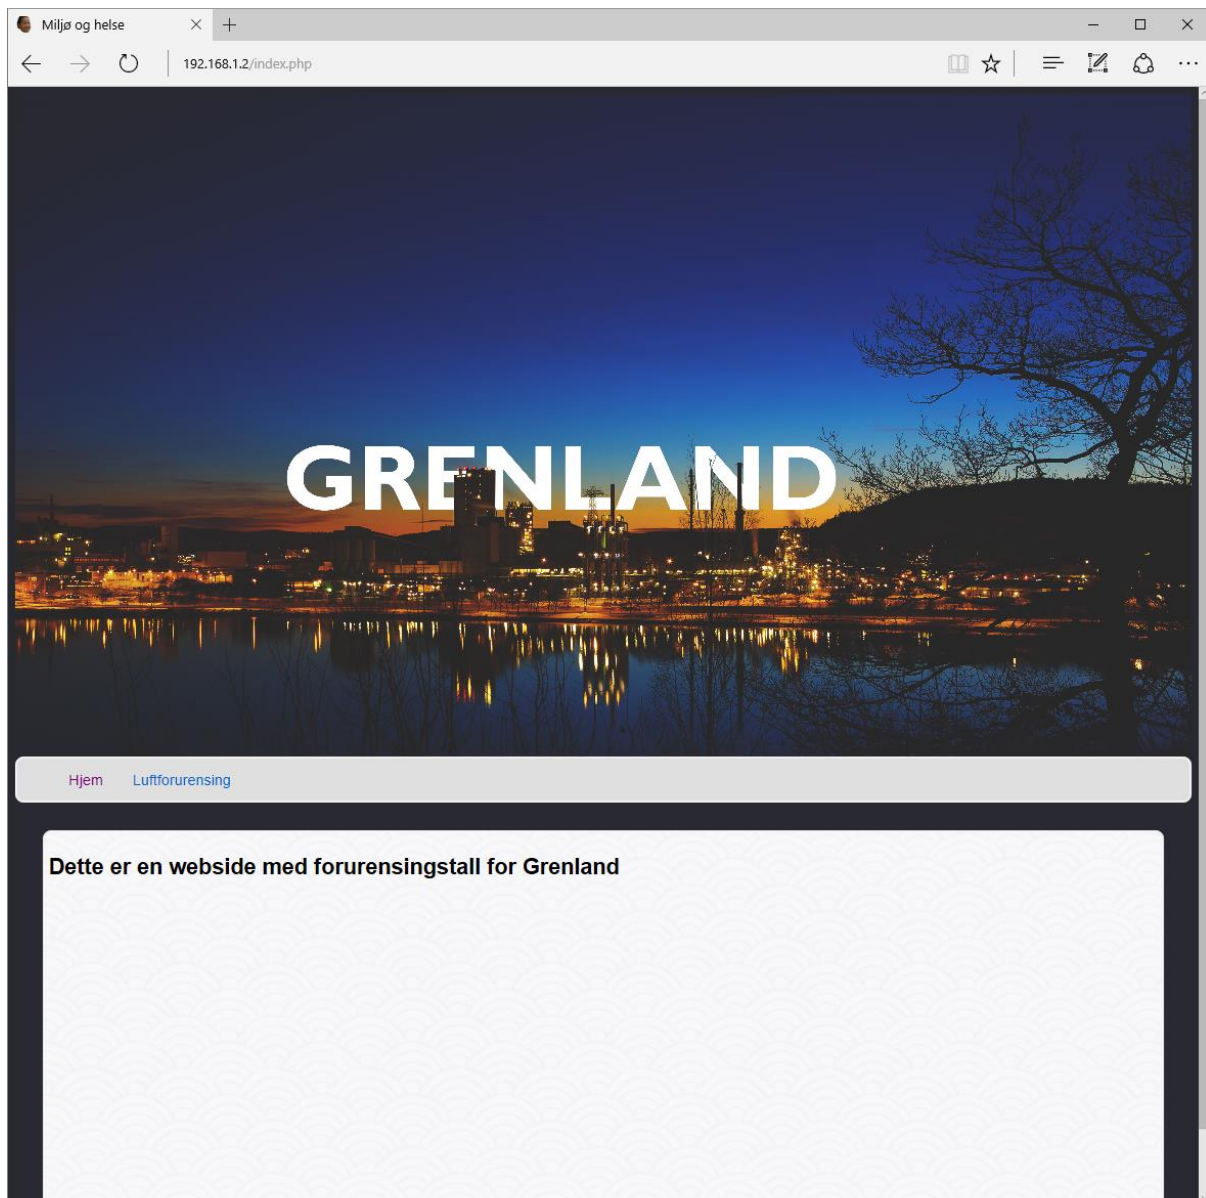 Miljø og helse
192.168.1.2/index.php
GRENLAND
Hjem
Luftforurensing
Dette er en webside med forurensingstall for Grenland